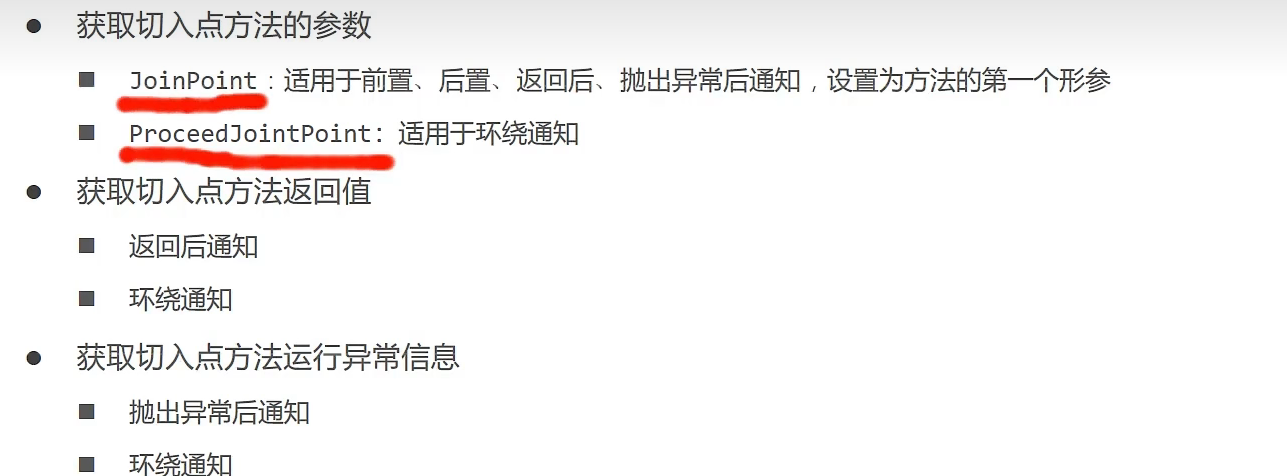 获取切入点方法的参数
JoinPoint：适用于前置、后置、返回后、抛出异常后通知，设置为方法的第一个形参
ProceedJointPoint：适用于环绕通知
获取切入点方法返回值
返回后通知
环绕通知
获取切入点方法运行异常信息
抛出异常后通知
环绕通知